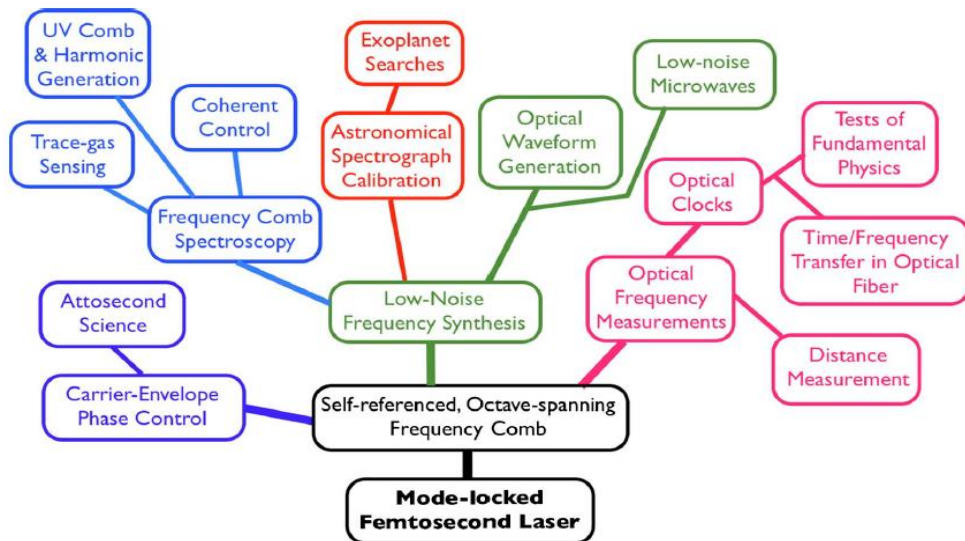 UV Comb
& Harmonic
Generation
Exoplanet
Searches
Low-noise
Microwaves
Coherent
Control
Trace-gas
Sensing
Astronomical
Spectrograph
Calibration
Optical
Waveform
Generation
Tests of
Fundamental
Physics
Optical
Clocks
Frequency Comb
Spectroscopy
Time/Frequency
Transfer in Optical
Fiber
Attosecond
Science
Low-Noise
Frequency Synthesis
Optical
Frequency
Measurements
Distance
Measurement
Carrier-Envelope
Phase Control
Self-referenced, Octave-spanning
Frequency Comb
Mode-locked
Femtosecond Laser